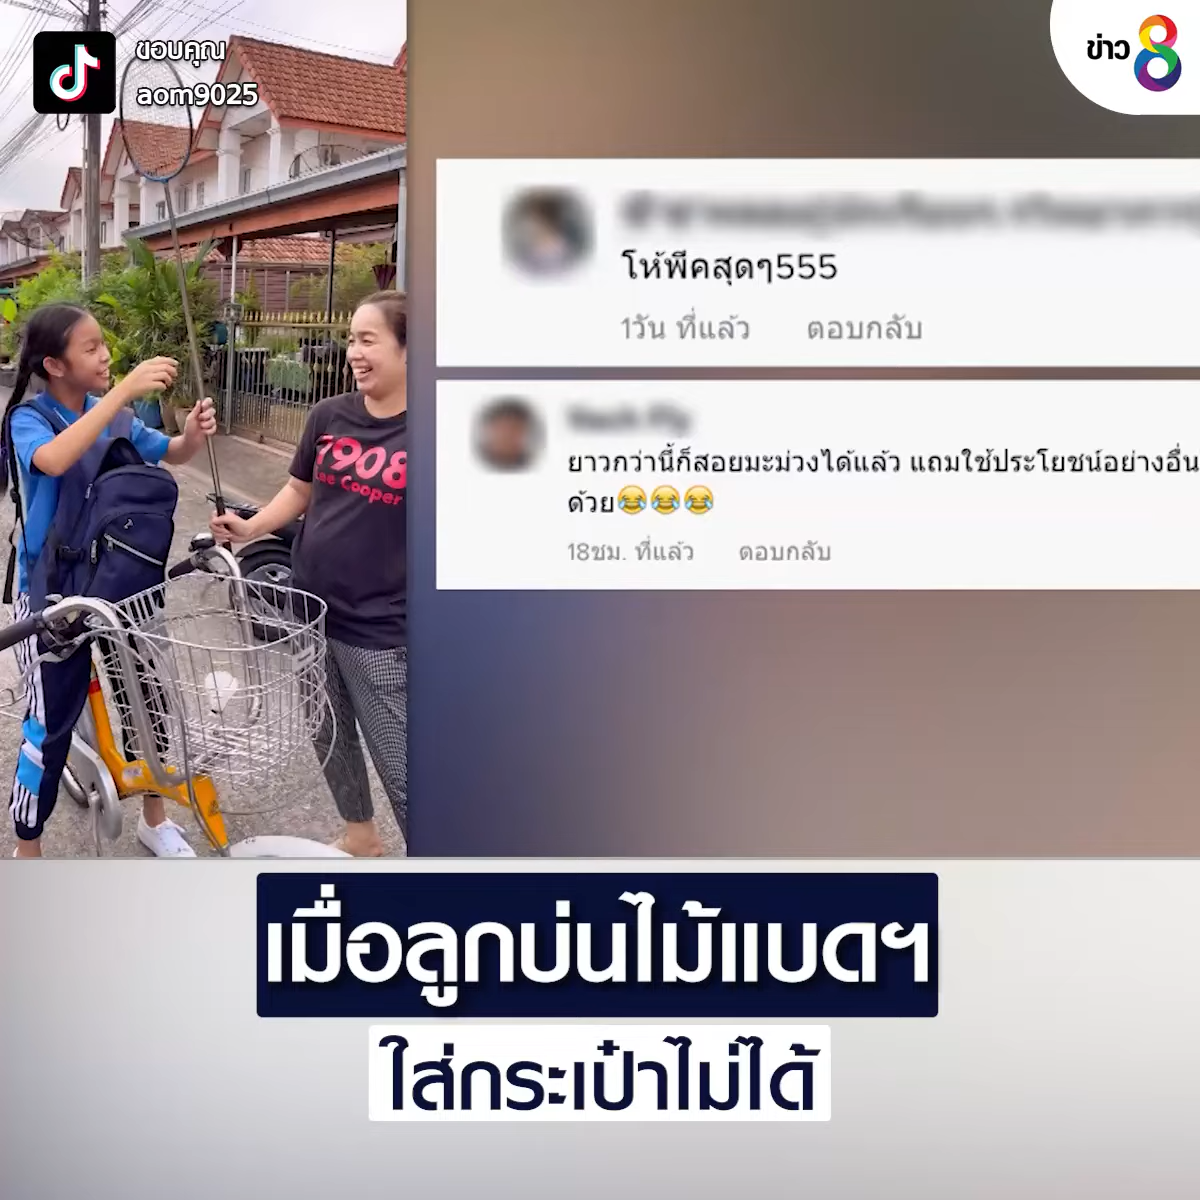 ขอบคุณ
aom9025
ข่าว 8
1908
Lee Cooper
โห้พีคสุดๆ555
1วัน ที่แล้ว ตอบกลับ
ยาวกว่านี้ก็สอยมะม่วงได้แล้ว แถมใช้ประโยชน์อย่างอื่น
ด้วย😂😂😂
18ชม. ที่แล้ว ตอบกลับ
เมื่อลูกบ่นไม้แบดฯ
ใส่กระเป๋าไม่ได้